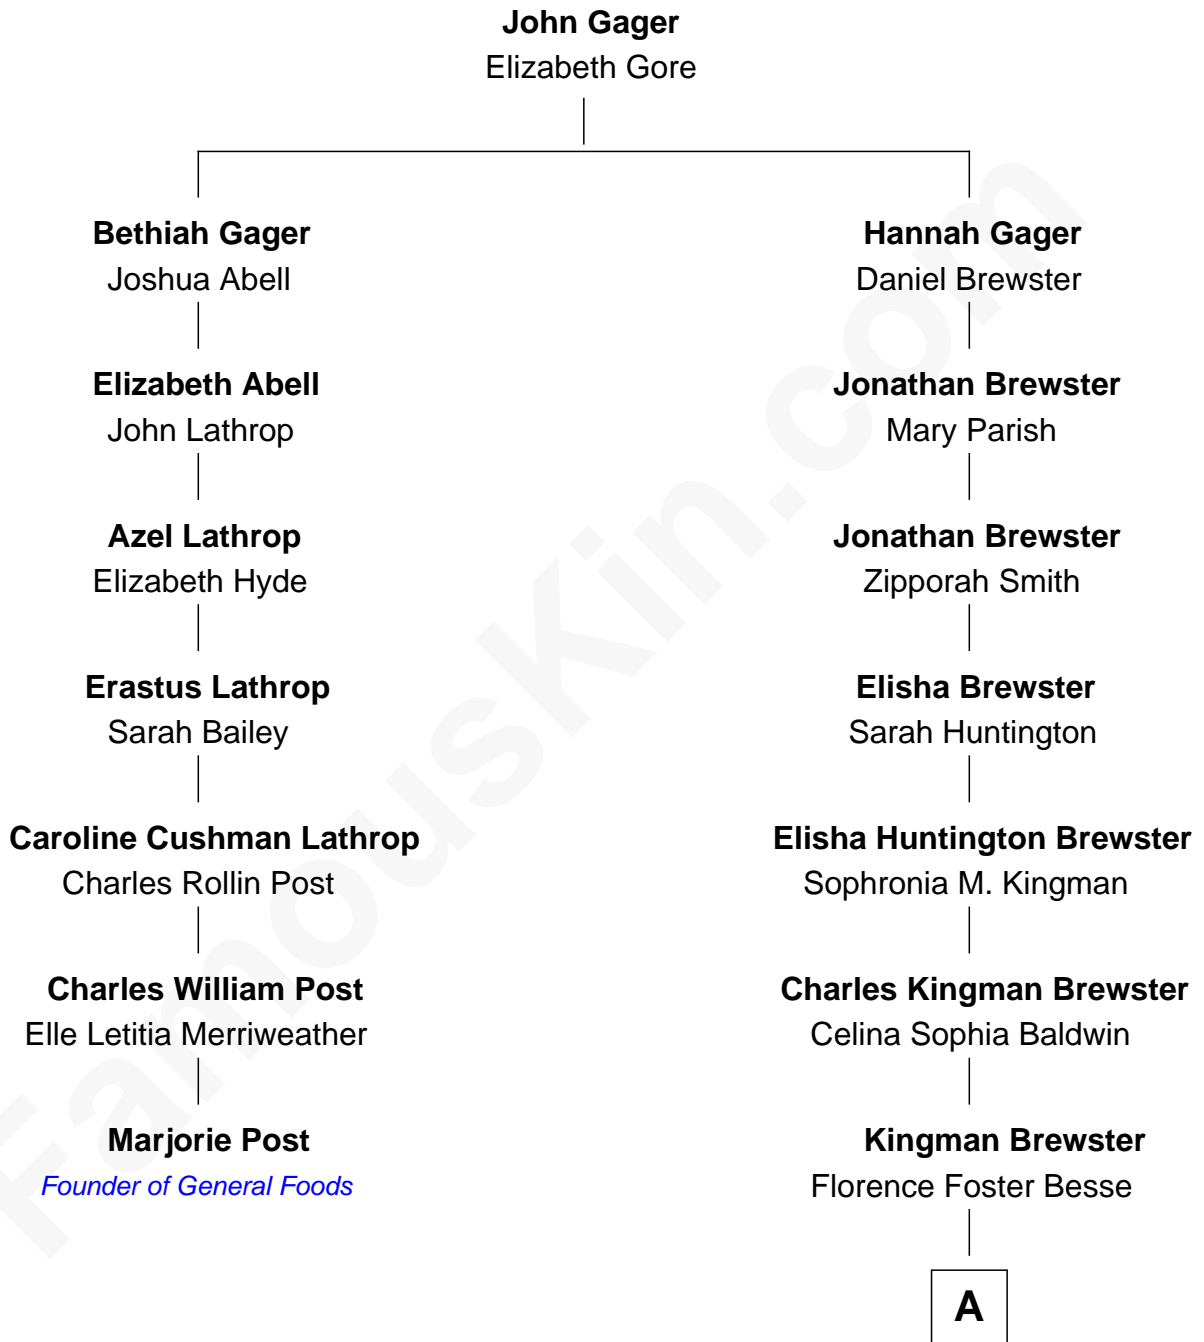 John Gager
Elizabeth Gore
Bethiah Gager
Joshua Abell
Elizabeth Abell
John Lathrop
Azel Lathrop
Elizabeth Hyde
Erastus Lathrop
Sarah Bailey
Caroline Cushman Lathrop
Charles Rollin Post
Charles William Post
Elle Letitia Merriweather
Marjorie Post
Founder of General Foods
Hannah Gager
Daniel Brewster
Jonathan Brewster
Mary Parish
Jonathan Brewster
Zipporah Smith
Elisha Brewster
Sarah Huntington
Elisha Huntington Brewster
Sophronia M. Kingman
Charles Kingman Brewster
Celina Sophia Baldwin
Kingman Brewster
Florence Foster Besse
A
FamousKin.com